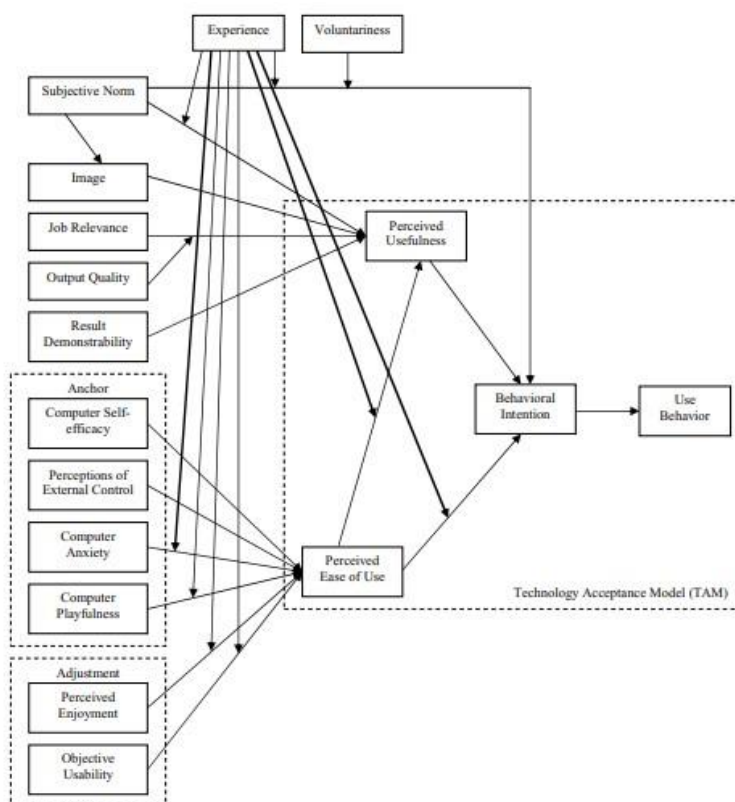 Experience
Voluntariness
Subjective Norm
Image
Job Relevance
Output Quality
Result
Demonstrability
Perceived
Usefulness
Anchor
Computer Self-
efficacy
Perceptions of
External Control
Computer
Anxiety
Computer
Playfulness
Behavioral
Intention
Use
Behavior
Perceived
Ease of Use
Technology Acceptance Model (TAM)
Adjustment
Perceived
Enjoyment
Objective
Usability